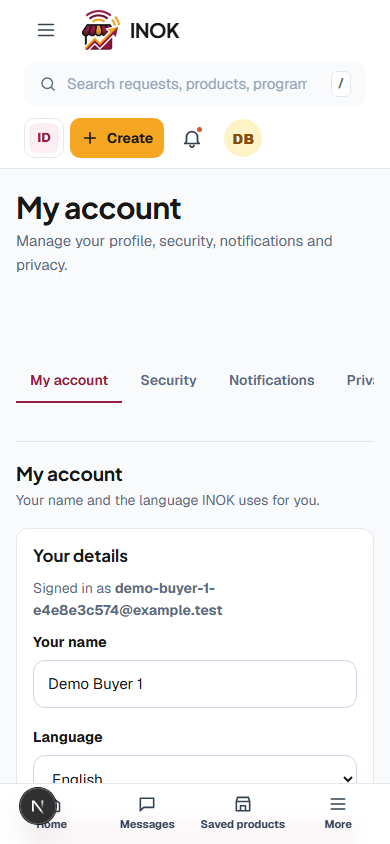 INOK
Search requests, products, program
/
ID
+ Create
DB
My account
Manage your profile, security, notifications and
privacy.
My account
Security
Notifications
Priva
My account
Your name and the language INOK uses for you.
Your details
Signed in as demo-buyer-1-
e4e8e3c574@example.test
Your name
Demo Buyer 1
Language
English
N
Home
Messages
Saved products
More